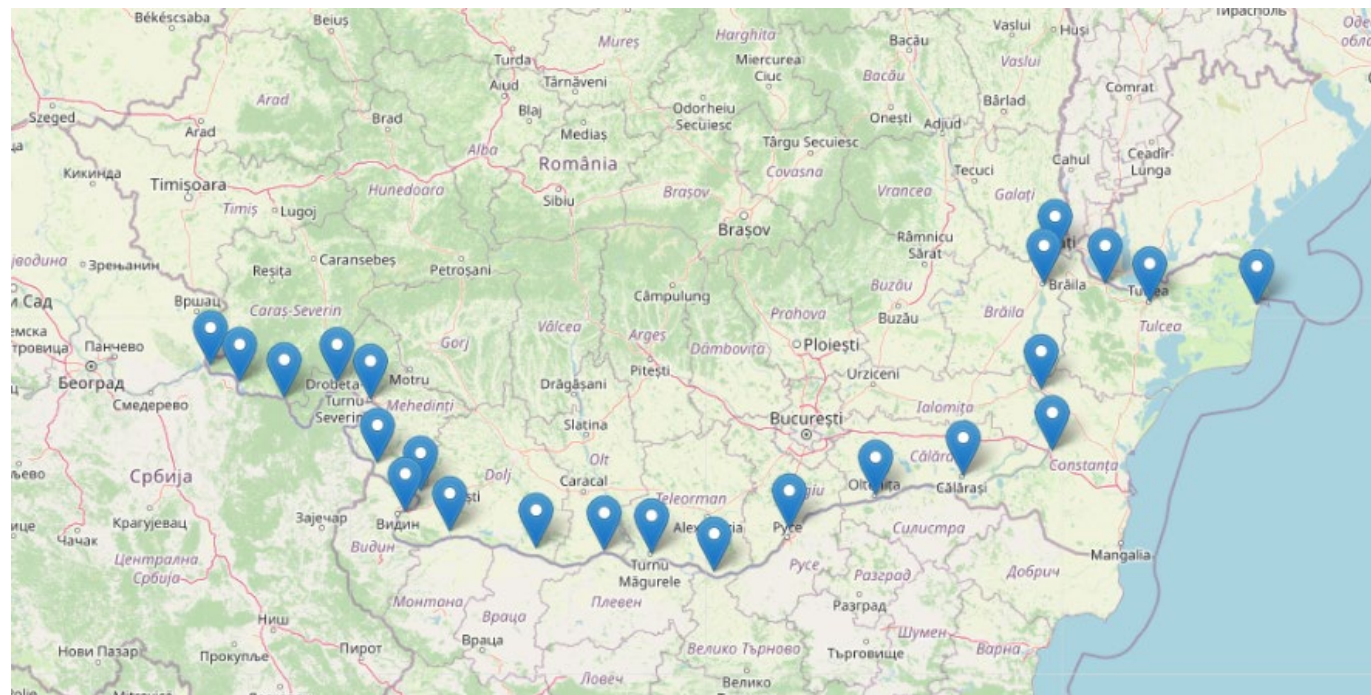 Békéscsaba
Beiuș
Mureș
Harghita
Bacău
Vaslui
Huși
Тирасполь
Turda
Târnăveni
Miercurea
Ciuc
Bacău
Vaslui
Comrat
Szeged
Arad
Arad
Brad
Aiud
Blaj
Mediaș
Odorheiu
Secuiesc
Onești
Adjud
Bârlad
Târgu Secuiesc
Alba
România
Covasna
Tecuci
Cahul
Ceadîr-
Lunga
Кикинда
Timișoara
Timiș
Lugoj
Hunedoara
Sibiu
Brașov
Vrancea
Galați
Brașov
Зрењанин
Reșița
Caransebeș
Petroșani
Râmnicu
Sărat
Вршац
Caraș-Severin
Câmpulung
Buzău
Buzău
Brăila
Brăila
Tulcea
Панчево
Београд
Смедерево
Gorj
Vâlcea
Argeș
Dâmbovița
Prahova
Ploiești
Drobeta-
Turnu
Severin
Motru
Mehedinți
Drăgășani
Pitești
Urziceni
Slatina
București
Ialomița
Србија
Dolj
Olt
Caracal
Teleorman
Călărași
Constanța
Крагујевац
Чачак
Зајечар
Видин
Видин
Русе
Силистра
Mangalia
Централна
Србија
Turnu
Măgurele
Русе
Разград
Добрич
Монтана
Плевен
Разград
Ниш
Враца
Шумен
Нови Пазар
Прокупље
Пирот
Враца
Велико Търново
Търговище
Варна
Ловеч
Велико